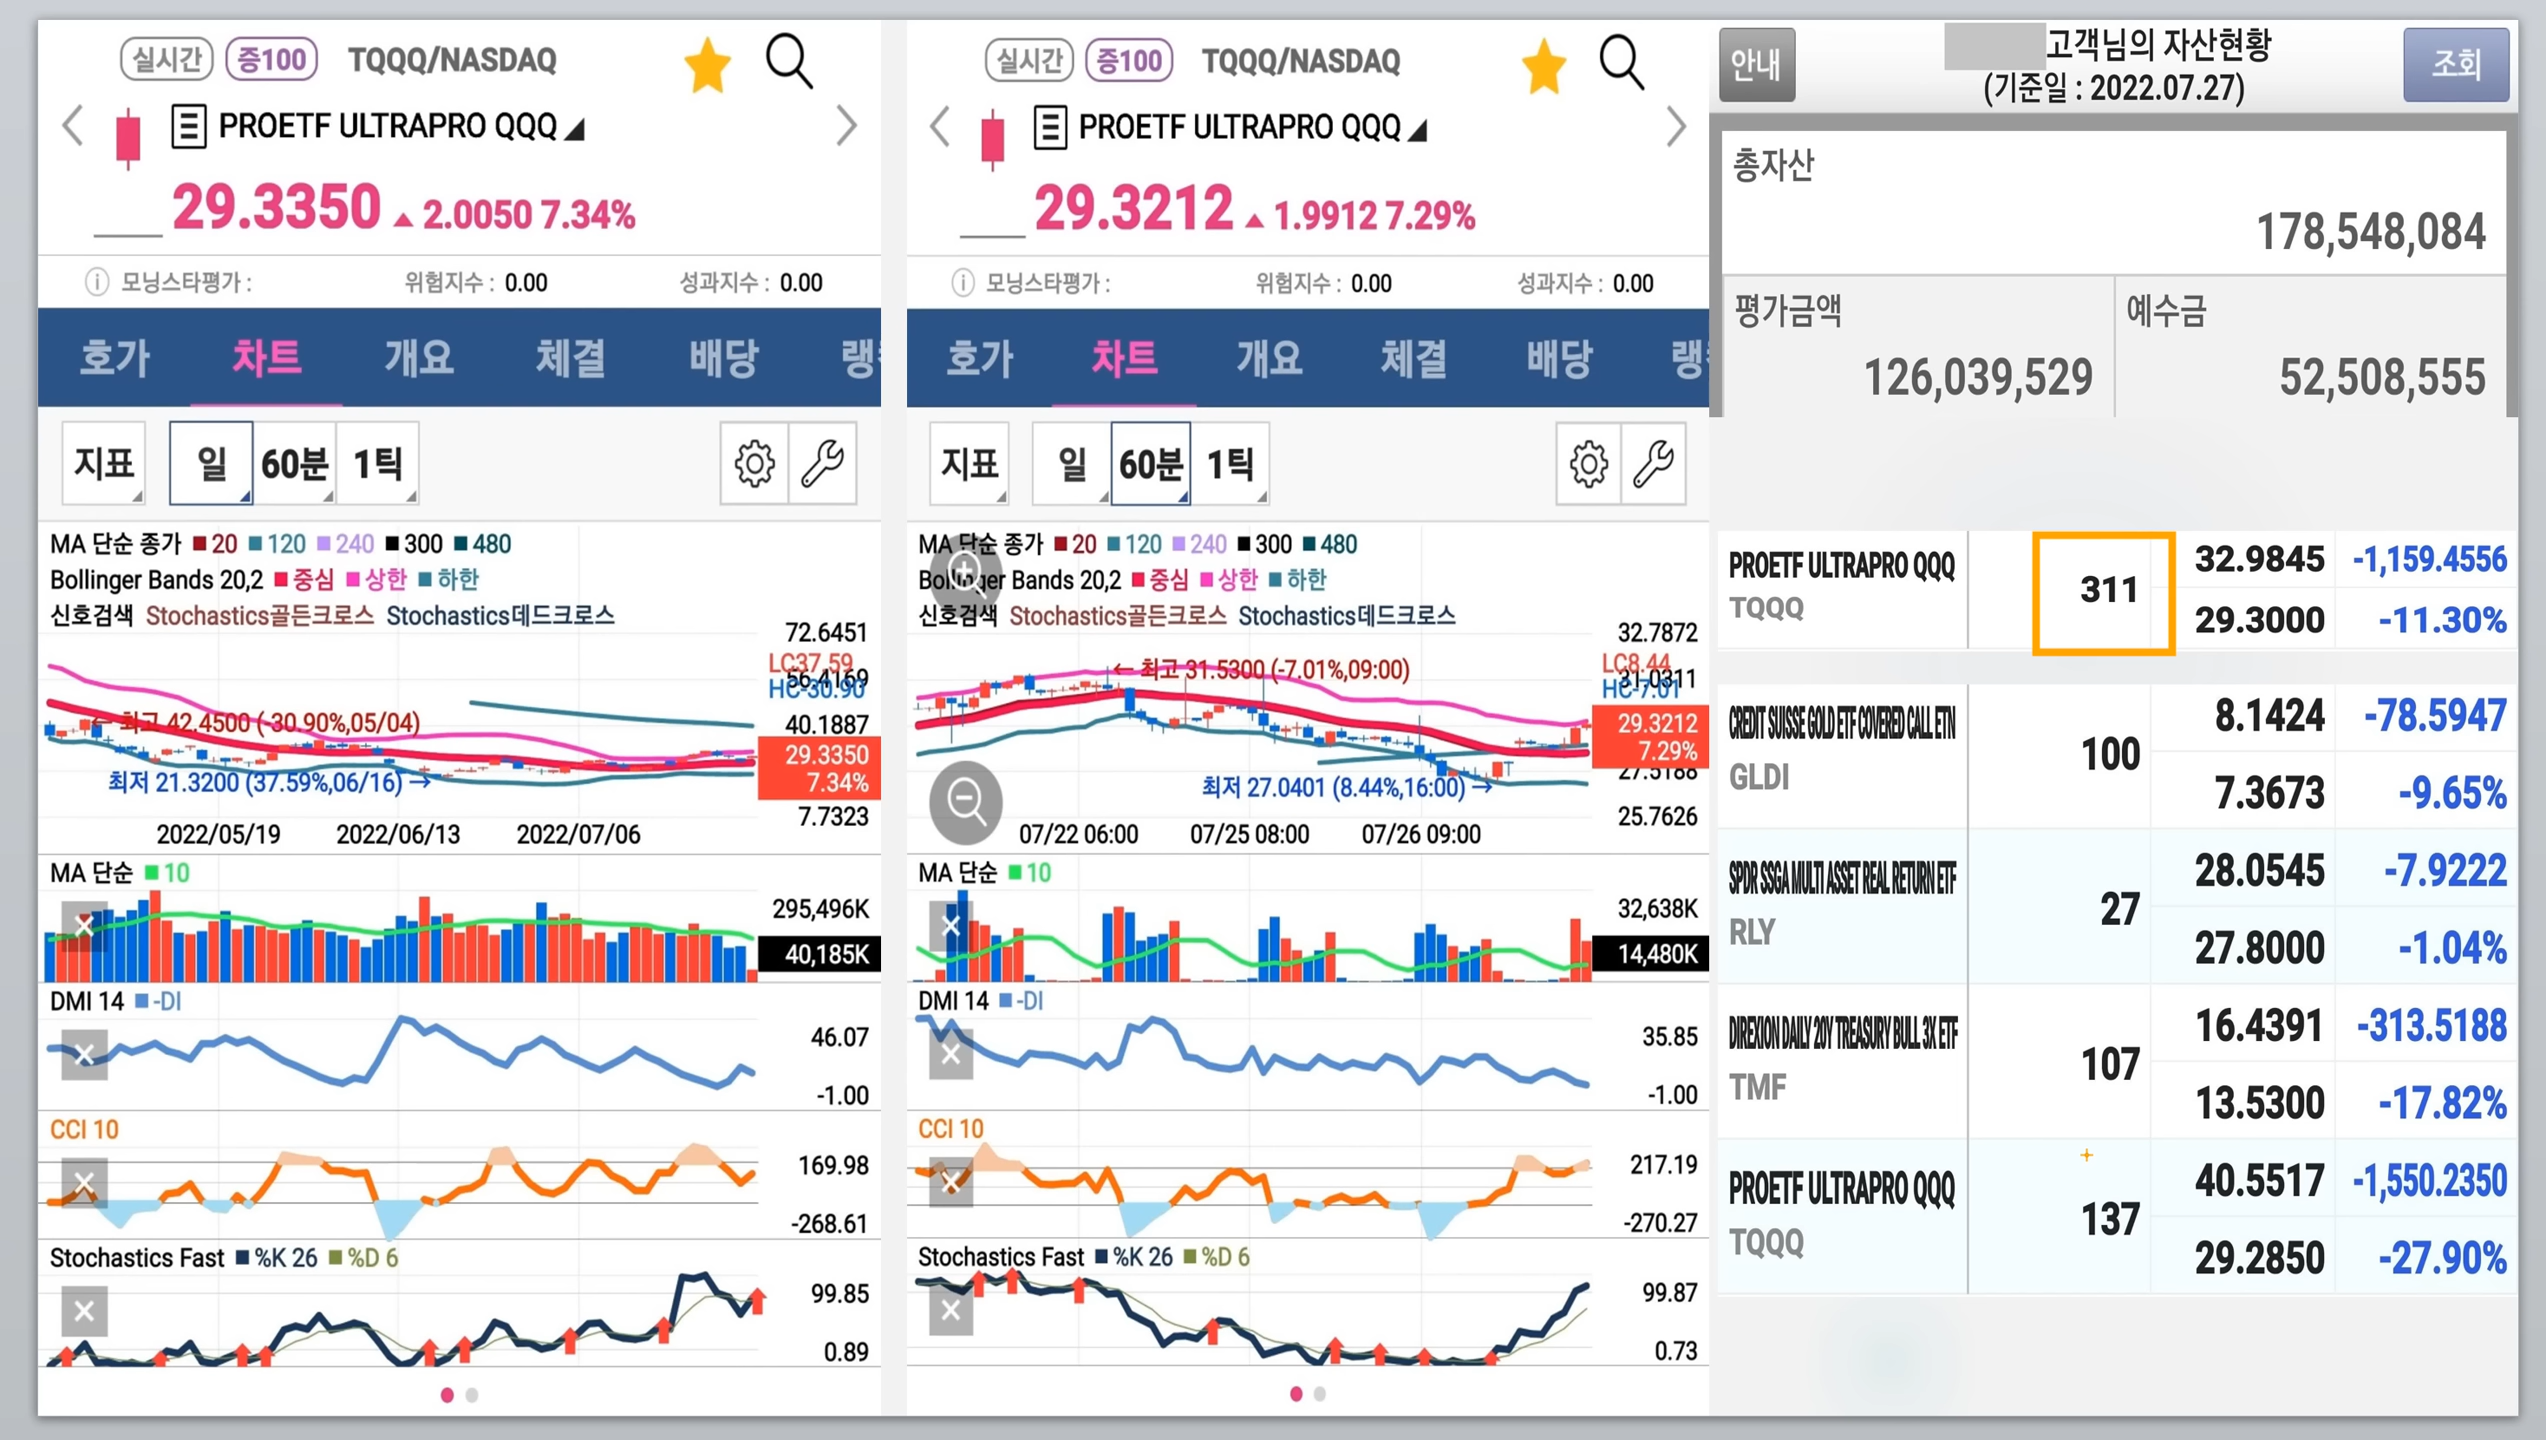 실시간 증100 TQQQ/NASDAQ
PROETF ULTRAPRO QQQ
29.3350 ▲ 2.0050 7.34%
모닝스타평가 : 위험지수 : 0.00 성과지수 : 0.00
호가 차트 개요 체결 배당
지표 일 60분 1틱
MA 단순 종가 20 120 240 300 480
Bollinger Bands 20,2 중심 상한 하한
신호검색 Stochastics골든크로스 Stochastics데드크로스
72.6451
LC37.59
56.4169
HC-30.90
← 최고 42.4500 (-30.90%,05/04)
40.1887
29.3350
7.34%
최저 21.3200 (37.59%,06/16) →
7.7323
2022/05/19 2022/06/13 2022/07/06
MA 단순 10
295,496K
40,185K
DMI 14 -DI
46.07
-1.00
CCI 10
169.98
-268.61
Stochastics Fast %K 26 %D 6
99.85
0.89
실시간 증100 TQQQ/NASDAQ
PROETF ULTRAPRO QQQ
29.3212 ▲ 1.9912 7.29%
모닝스타평가 : 위험지수 : 0.00 성과지수 : 0.00
호가 차트 개요 체결 배당
지표 일 60분 1틱
MA 단순 종가 20 120 240 300 480
Bollinger Bands 20,2 중심 상한 하한
신호검색 Stochastics골든크로스 Stochastics데드크로스
32.7872
LC8.44
31.0311
HC-7.01
← 최고 31.5300 (-7.01%,09:00)
29.3212
7.29%
27.5188
최저 27.0401 (8.44%,16:00) →
25.7626
07/22 06:00 07/25 08:00 07/26 09:00
MA 단순 10
32,638K
14,480K
DMI 14 -DI
35.85
-1.00
CCI 10
217.19
-270.27
Stochastics Fast %K 26 %D 6
99.87
0.73
안내 고객님의 자산현황 조회
(기준일 : 2022.07.27)
총자산
178,548,084
평가금액 예수금
126,039,529 52,508,555
PROETF ULTRAPRO QQQ 311 32.9845 -1,159.4556
TQQQ 29.3000 -11.30%
CREDIT SUISSE GOLD ETF COVERED CALL ETN 100 8.1424 -78.5947
GLDI 7.3673 -9.65%
SPDR SSGA MULTI ASSET REAL RETURN ETF 27 28.0545 -7.9222
RLY 27.8000 -1.04%
DIREXION DAILY 20Y TREASURY BULL 3X ETF 107 16.4391 -313.5188
TMF 13.5300 -17.82%
PROETF ULTRAPRO QQQ 137 40.5517 -1,550.2350
TQQQ 29.2850 -27.90%